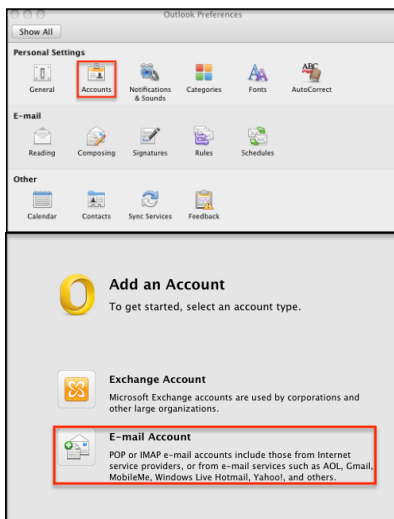 Outlook Preferences
Show All
Personal Settings
General Accounts Notifications & Sounds Categories Fonts AutoCorrect
E-mail
Reading Composing Signatures Rules Schedules
Other
Calendar Contacts Sync Services Feedback
Add an Account
To get started, select an account type.
Exchange Account
Microsoft Exchange accounts are used by corporations and
other large organizations.
E-mail Account
POP or IMAP e-mail accounts include those from Internet
service providers, or from e-mail services such as AOL, Gmail,
MobileMe, Windows Live Hotmail, Yahoo!, and others.